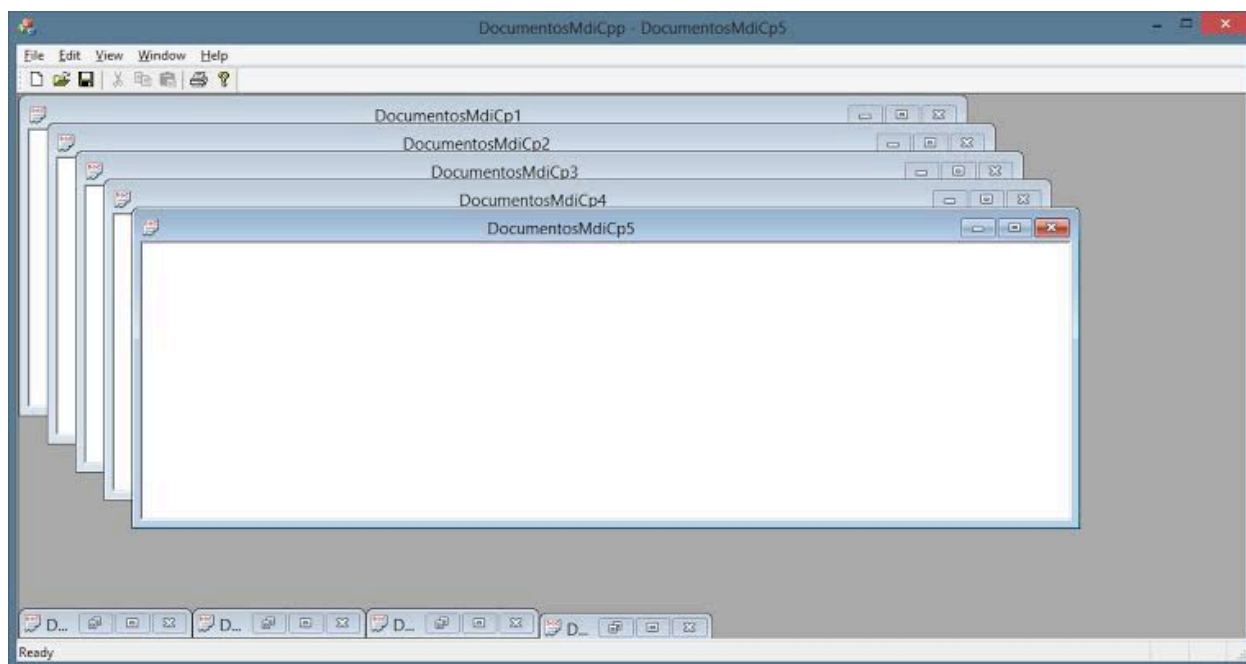 DocumentosMdiCpp - DocumentosMdiCp5
File Edit View Window Help
DocumentosMdiCp1
DocumentosMdiCp2
DocumentosMdiCp3
DocumentosMdiCp4
DocumentosMdiCp5
D... D... D... D...
Ready